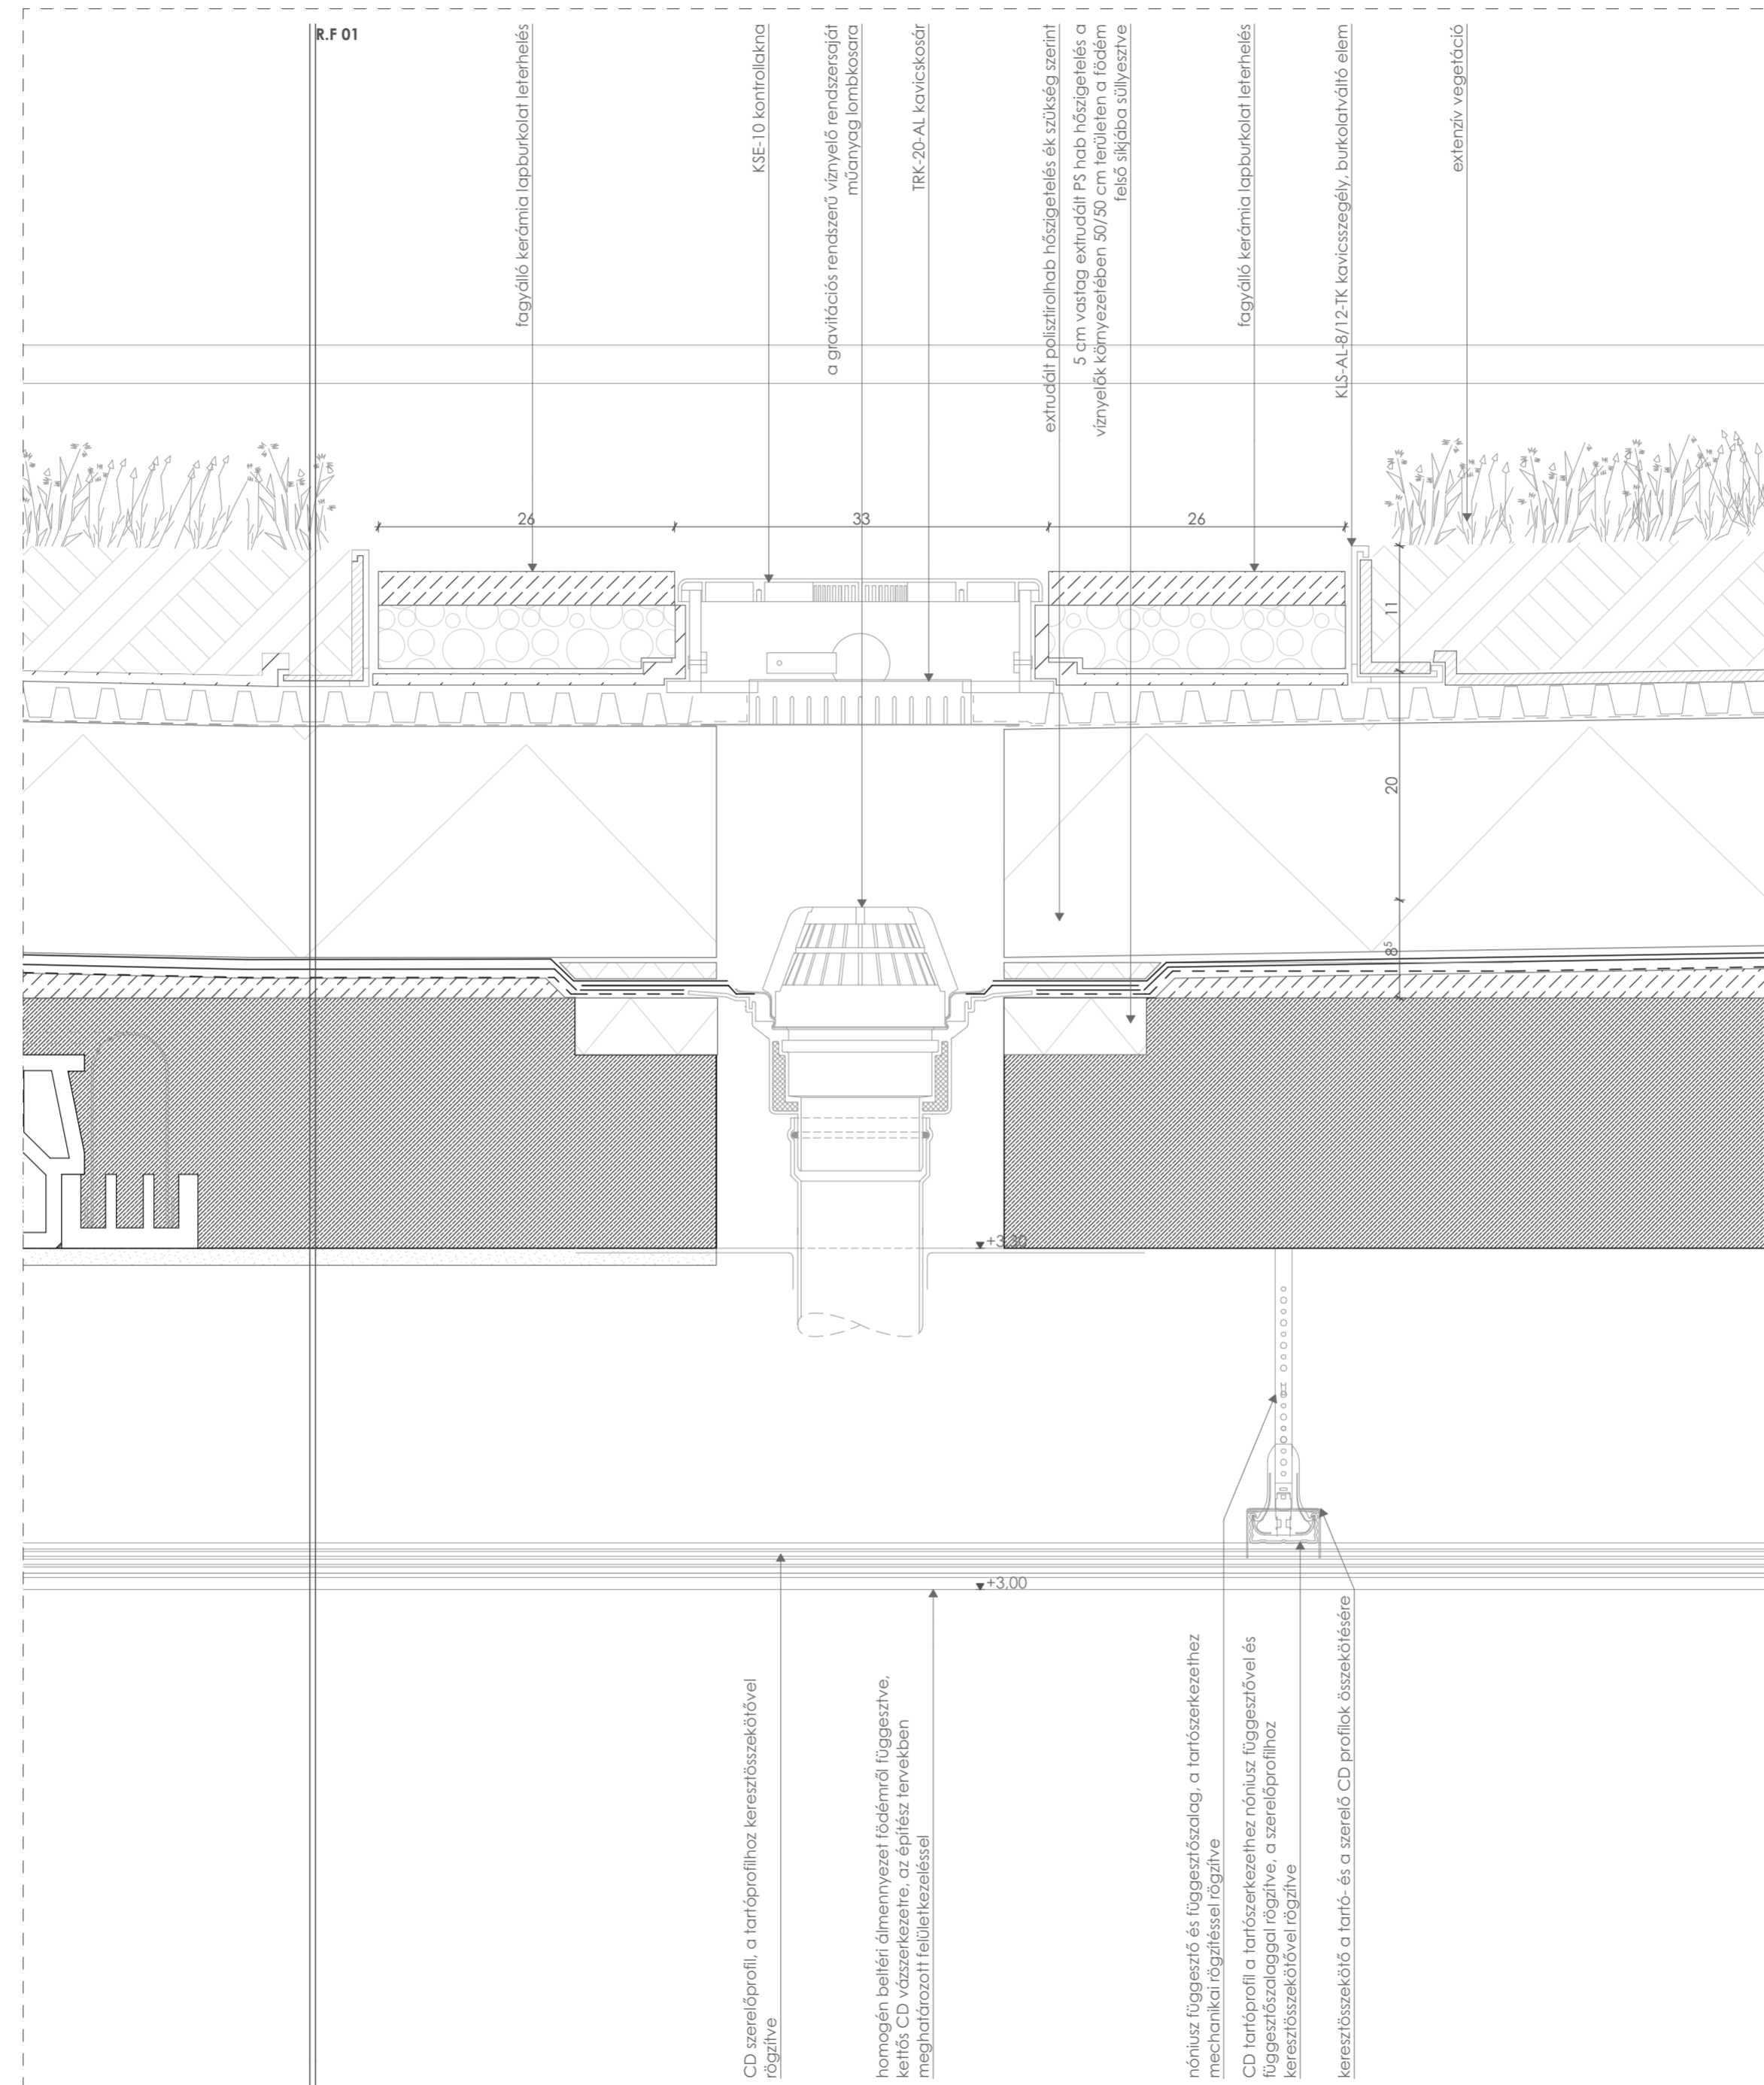 R.F 01
fagyálló kerámia lapburkolat leterhelés
KSE-10 kontrollakna
a gravitációs rendszerű víznyelő rendszersaját
műanyag lombkosara
TRK-20-AL kavicskosár
extrudált polisztirolhab hőszigetelés ék szükség szerint
5 cm vastag extrudált PS hab hőszigetelés a
víznyelők környezetében 50/50 cm területen a födém
felső síkjába süllyesztve
fagyálló kerámia lapburkolat leterhelés
KLS-AL-8/12-TK kavicsszegély, burkolatváltó elem
extenzív vegetáció
26
33
26
11
20
8⁵
+3,30
+3,00
CD szerelőprofil, a tartóprofilhoz keresztösszekötővel
rögzítve
homogén beltéri álmennyezet födémről függesztve,
kettős CD vázszerkezetre, az építész tervekben
meghatározott felületkezeléssel
nóniusz függesztő és függesztőszalag, a tartószerkezethez
mechanikai rögzítéssel rögzítve
CD tartóprofil a tartószerkezethez nóniusz függesztővel és
függesztőszalaggal rögzítve, a szerelőprofilhoz
keresztösszekötővel rögzítve
keresztösszekötő a tartó- és a szerelő CD profilok összekötésére